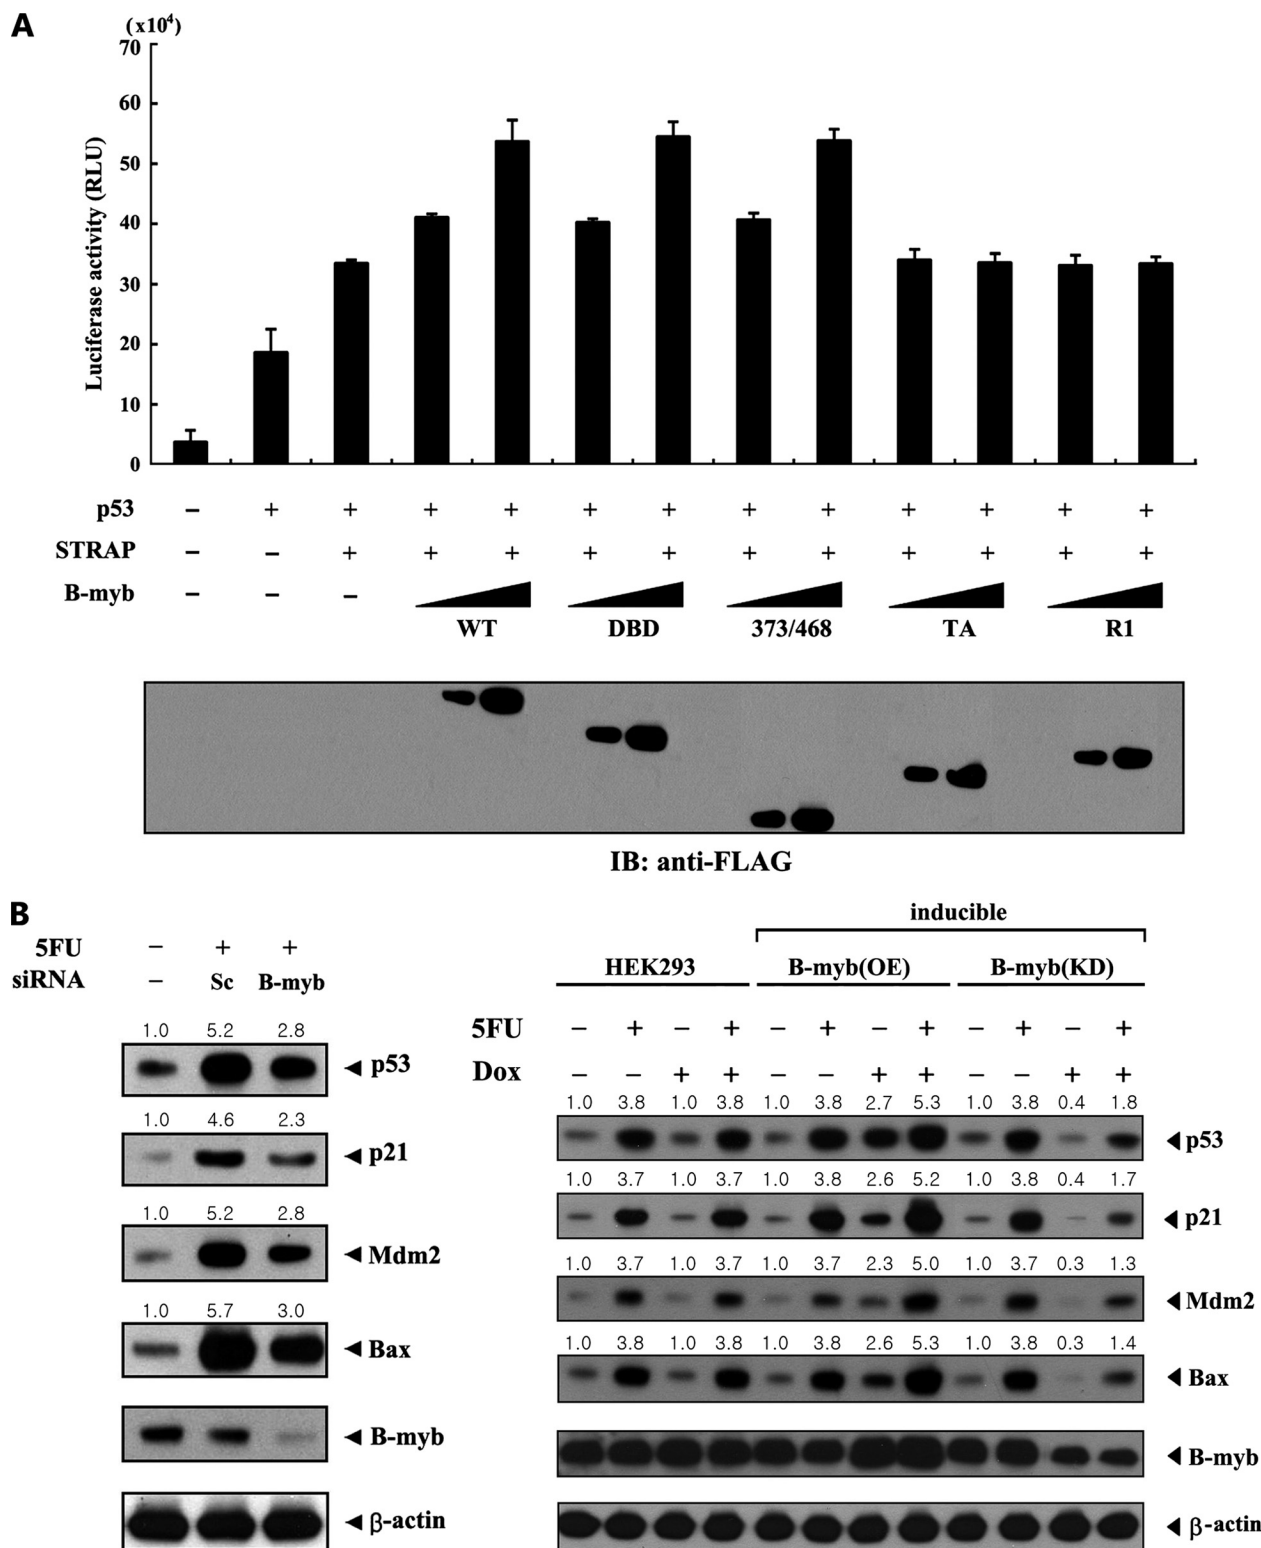 A
(x10⁴)
70
60
50
40
30
20
10
0
Luciferase activity (RLU)
p53 – + + + + + + + + + + + +
STRAP – – + + + + + + + + + + +
B-myb – – –
WT DBD 373/468 TA R1
IB: anti-FLAG
B
5FU – + +
siRNA – Sc B-myb
1.0 5.2 2.8
p53
1.0 4.6 2.3
p21
1.0 5.2 2.8
Mdm2
1.0 5.7 3.0
Bax
B-myb
β-actin
inducible
HEK293 B-myb(OE) B-myb(KD)
5FU – + – + – + – + – + – +
Dox – – + + – – + + – – + +
1.0 3.8 1.0 3.8 1.0 3.8 2.7 5.3 1.0 3.8 0.4 1.8
p53
1.0 3.7 1.0 3.7 1.0 3.8 2.6 5.2 1.0 3.8 0.4 1.7
p21
1.0 3.7 1.0 3.7 1.0 3.7 2.3 5.0 1.0 3.7 0.3 1.3
Mdm2
1.0 3.8 1.0 3.8 1.0 3.8 2.6 5.3 1.0 3.8 0.3 1.4
Bax
B-myb
β-actin